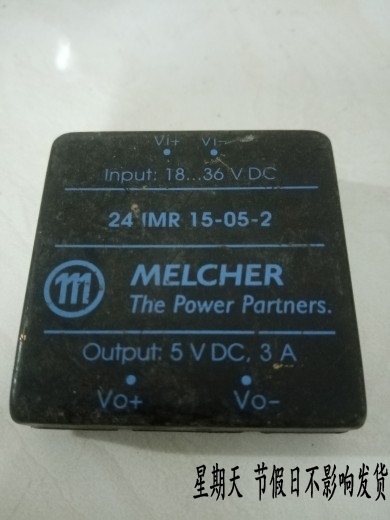 Vi+ Vi-
Input: 18...36 V DC
24 IMR 15-05-2
m MELCHER
The Power Partners.
Output: 5 V DC, 3 A
Vo+ Vo-
星期天 节假日不影响发货